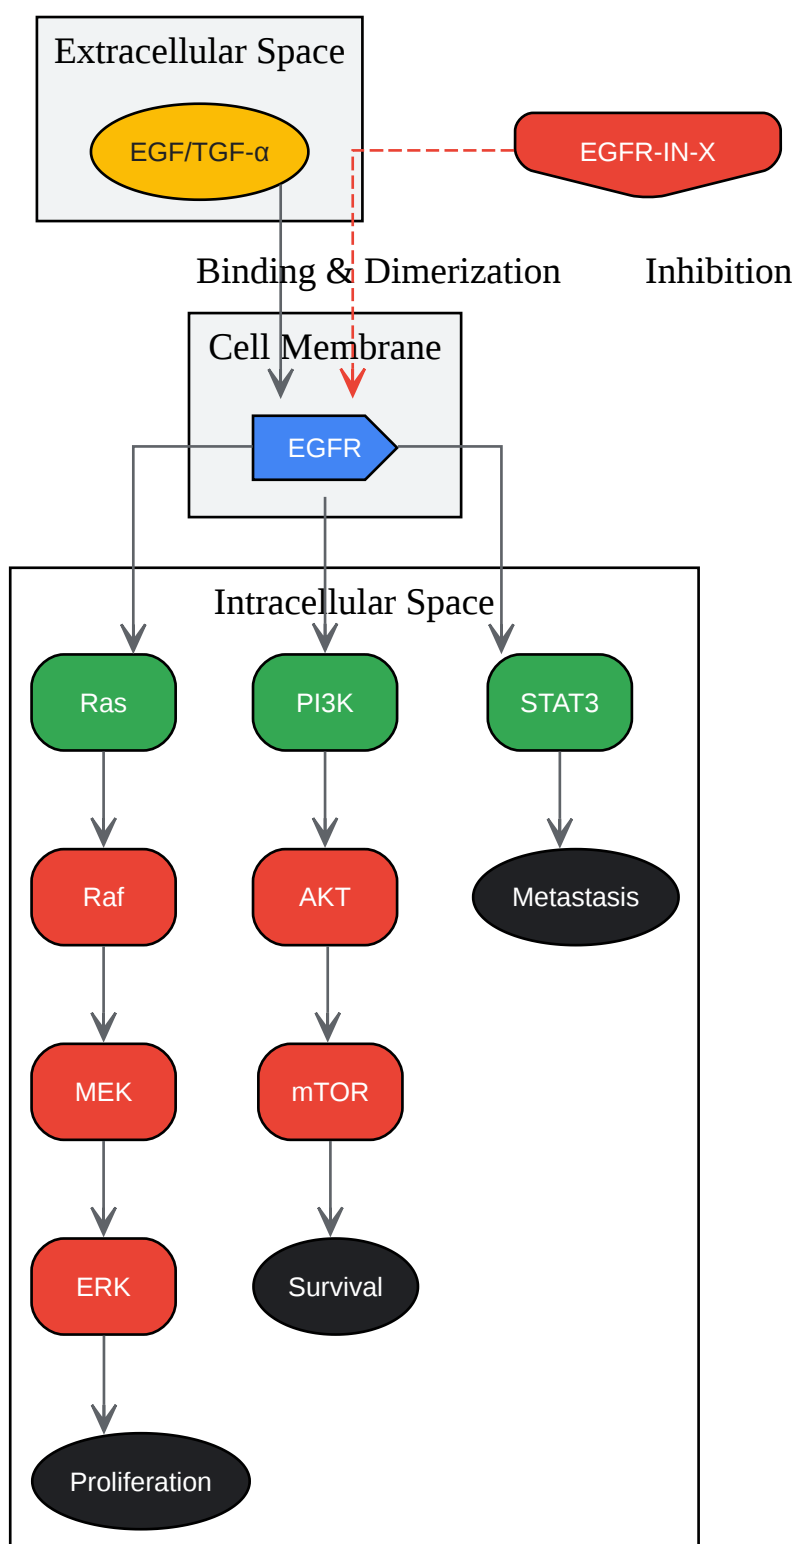 Extracellular Space
EGF/TGF-α
EGFR-IN-X
Binding & Dimerization
Inhibition
Cell Membrane
EGFR
Intracellular Space
Ras
PI3K
STAT3
Raf
AKT
Metastasis
MEK
mTOR
ERK
Survival
Proliferation